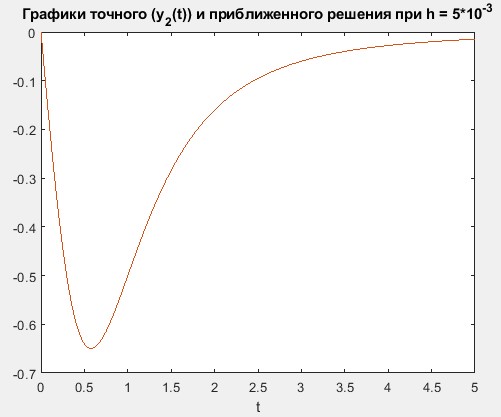 Графики точного (y2(t)) и приближенного решения при h = 5*10-3
0
-0.1
-0.2
-0.3
-0.4
-0.5
-0.6
-0.7
0 0.5 1 1.5 2 2.5 3 3.5 4 4.5 5
t